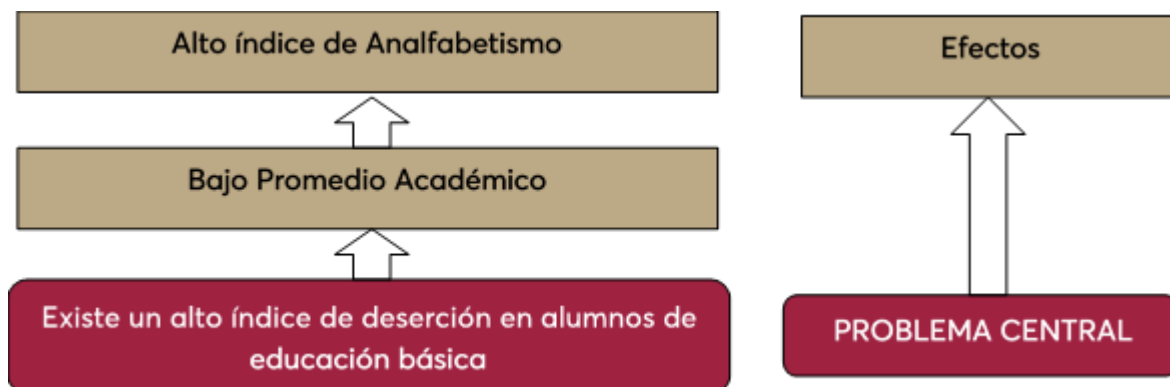 Alto índice de Analfabetismo
Efectos
Bajo Promedio Académico
Existe un alto índice de deserción en alumnos de
educación básica
PROBLEMA CENTRAL